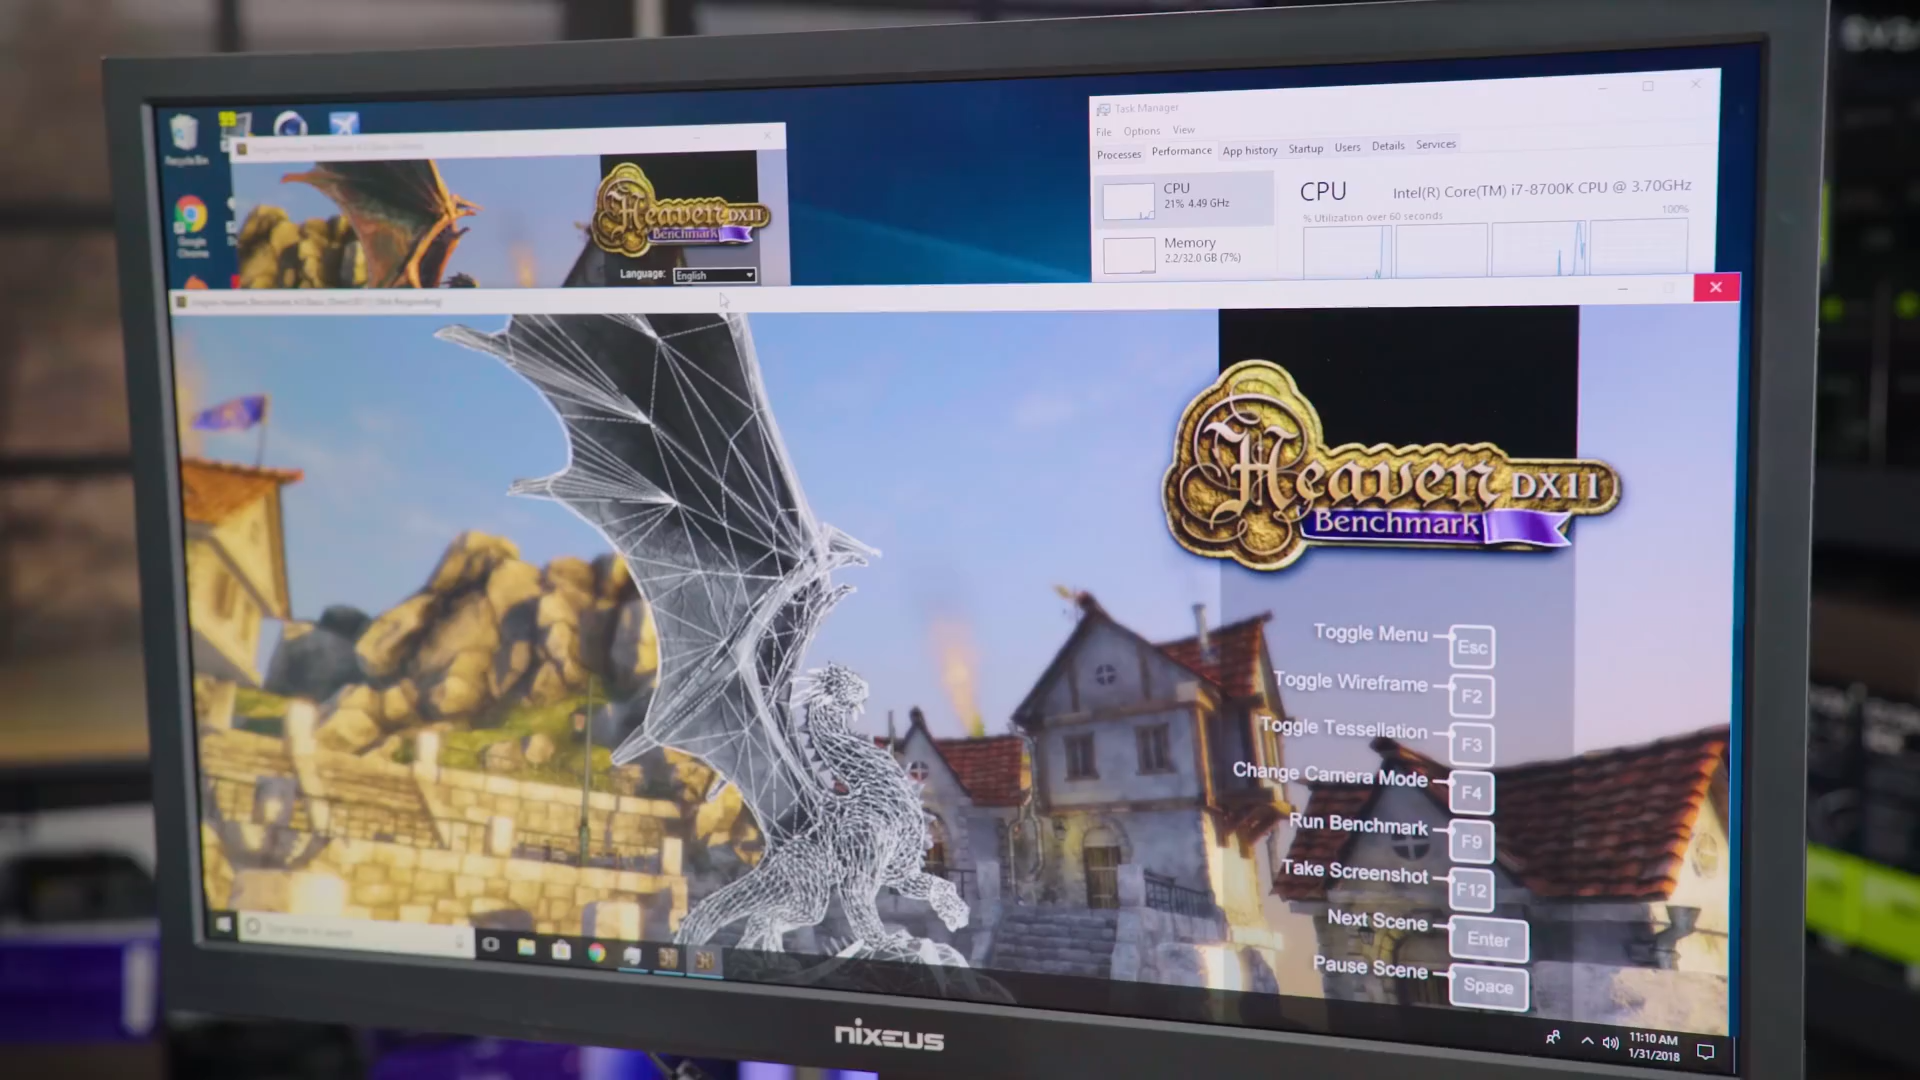 Task Manager
File Options View
Processes Performance App history Startup Users Details Services
CPU
21% 4.49 GHz
Memory
2.2/32.0 GB (7%)
CPU Intel(R) Core(TM) i7-8700K CPU @ 3.70GHz
% Utilization over 60 seconds 100%
Recycle Bin
Google
Chrome
Heaven DX11
Benchmark
Language: English
Heaven DX11
Benchmark
Toggle Menu Esc
Toggle Wireframe F2
Toggle Tessellation F3
Change Camera Mode F4
Run Benchmark F9
Take Screenshot F12
Next Scene Enter
Pause Scene Space
11:10 AM
1/31/2018
nixeus